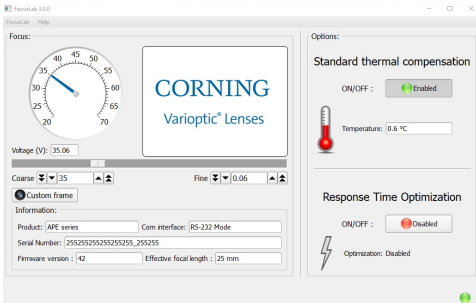 FocusLab 3.0.0
FocusLab Help
Focus:
45
50
40
55
35
60
30
65
25
20
70
CORNING
Varioptic® Lenses
Voltage (V): 35.06
Coarse 35
Fine 0.06
Custom frame
Information:
Product: APE series
Com interface: RS-232 Mode
Serial Number: 255255255255255255_255255
Firmware version : 42
Effective focal length : 25 mm
Options:
Standard thermal compensation
ON/OFF : Enabled
Temperature: 0.6 °C
Response Time Optimization
ON/OFF : Disabled
Optimization: Disabled